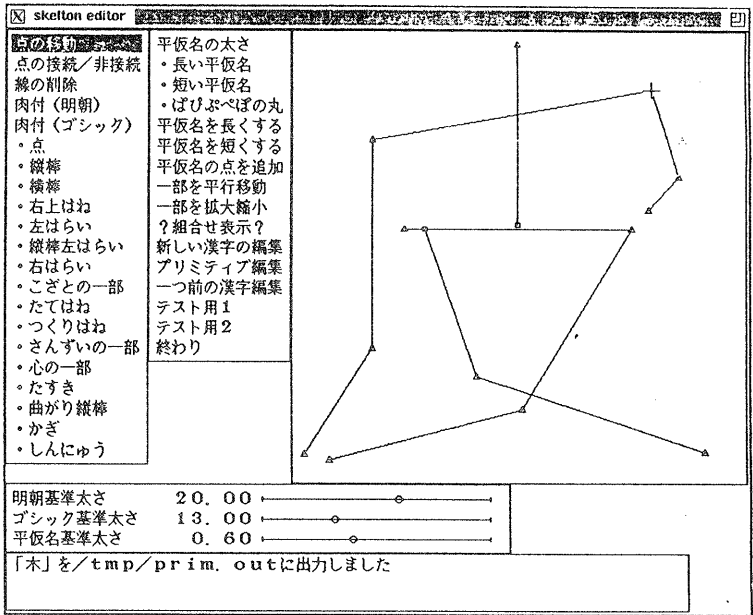 skelton editor
点の移動
点の接続／非接続
線の削除
肉付（明朝）
肉付（ゴシック）
・点
・縦棒
・横棒
・右上はね
・左はらい
・縦棒左はらい
・右はらい
・こざとの一部
・たてはね
・つくりはね
・さんずいの一部
・心の一部
・たすき
・曲がり縦棒
・かぎ
・しんにゅう
平仮名の太さ
・長い平仮名
・短い平仮名
・ぱぴぷぺぽの丸
平仮名を長くする
平仮名を短くする
平仮名の点を追加
一部を平行移動
一部を拡大縮小
？組合せ表示？
新しい漢字の編集
プリミティブ編集
一つ前の漢字編集
テスト用１
テスト用２
終わり
明朝基準太さ ２０．００
ゴシック基準太さ １３．００
平仮名基準太さ ０．６０
「木」を／ｔｍｐ／ｐｒｉｍ．ｏｕｔに出力しました